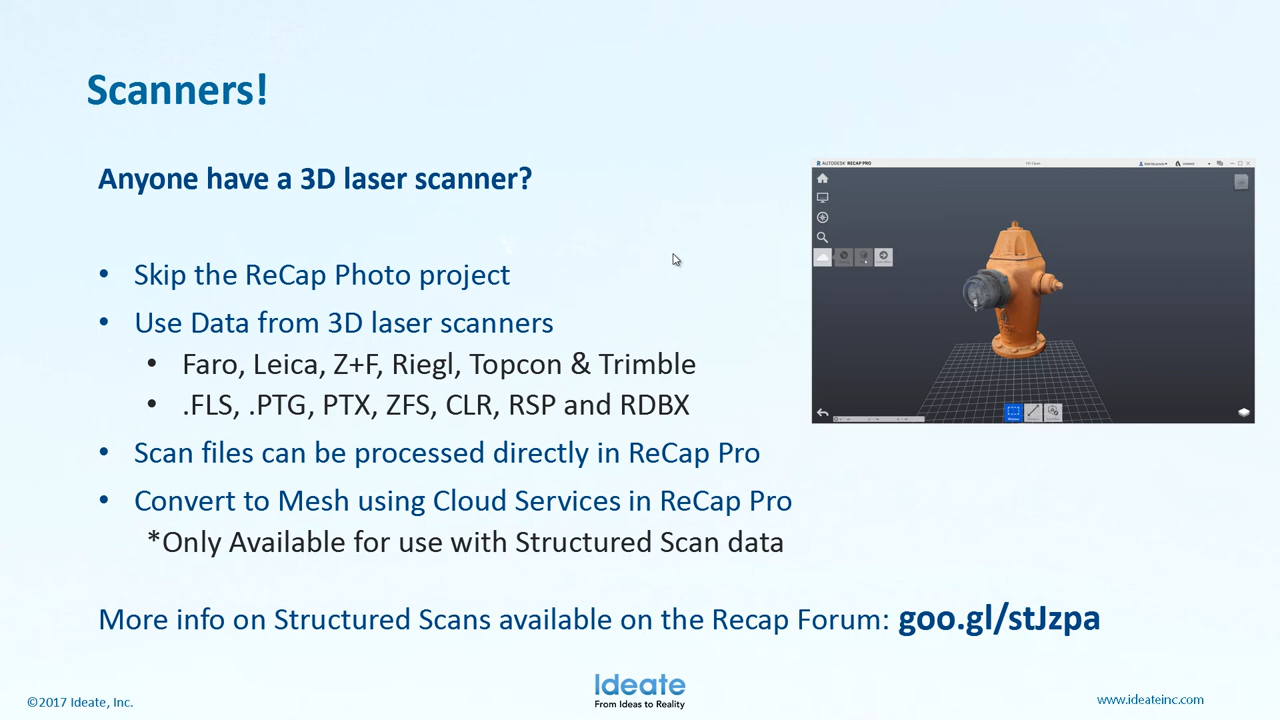 Scanners!
Anyone have a 3D laser scanner?
• Skip the ReCap Photo project
• Use Data from 3D laser scanners
• Faro, Leica, Z+F, Riegl, Topcon & Trimble
• .FLS, .PTG, PTX, ZFS, CLR, RSP and RDBX
• Scan files can be processed directly in ReCap Pro
• Convert to Mesh using Cloud Services in ReCap Pro
*Only Available for use with Structured Scan data
AUTODESK RECAP PRO
More info on Structured Scans available on the Recap Forum: goo.gl/stJzpa
©2017 Ideate, Inc.
Ideate
From Ideas to Reality
www.ideateinc.com